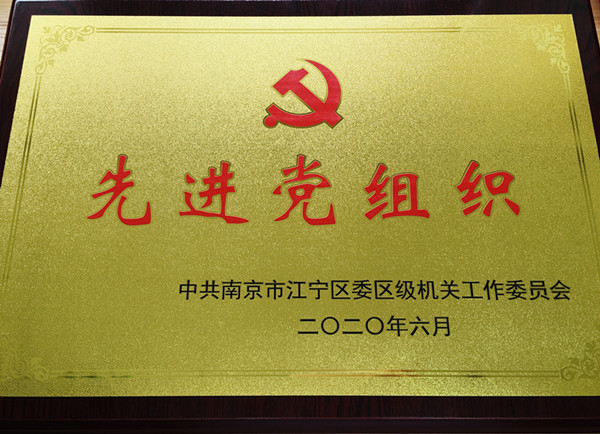 先进党组织
中共南京市江宁区委区级机关工作委员会
二〇二〇年六月